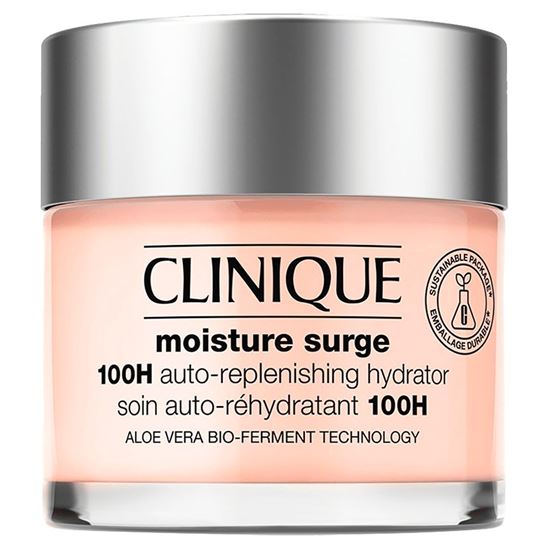 CLINIQUE
moisture surge
100H auto-replenishing hydrator
soin auto-réhydratant 100H
ALOE VERA BIO-FERMENT TECHNOLOGY
SUSTAINABLE PACKAGE*
EMBALLAGE DURABLE*
C